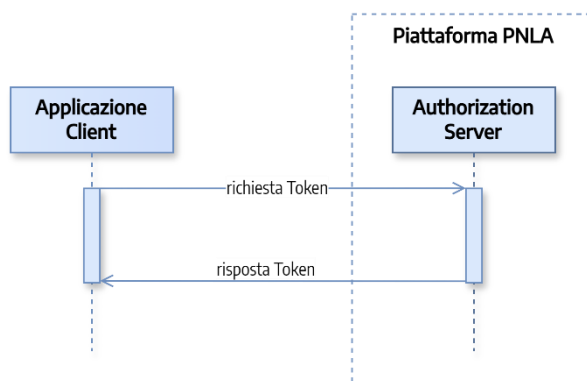 Piattaforma PNLA
Applicazione
Client
Authorization
Server
richiesta Token
risposta Token